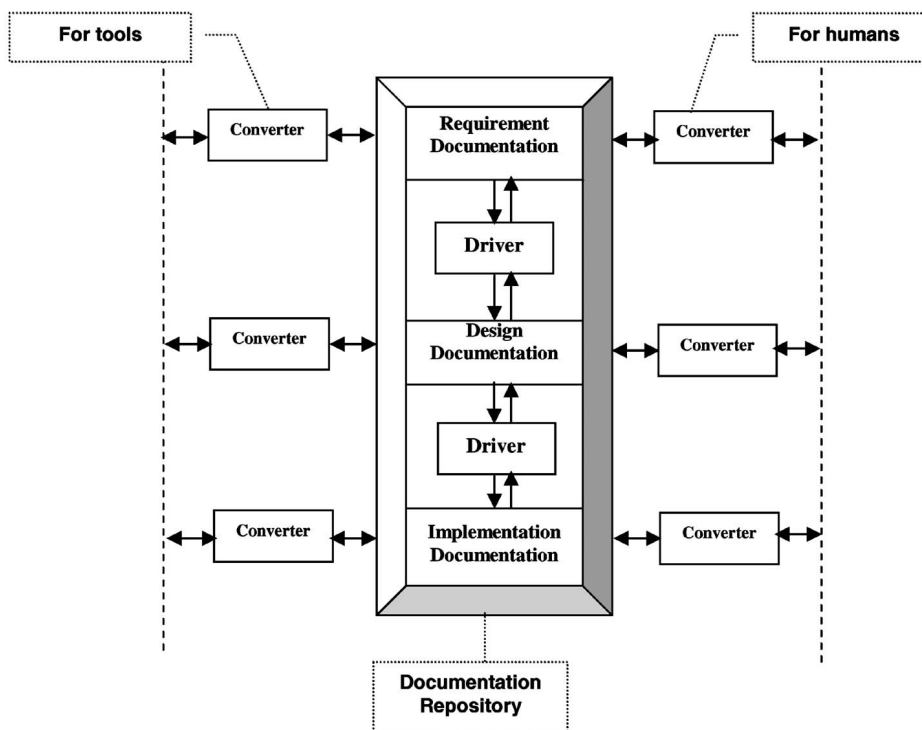 For tools
For humans
Converter
Requirement
Documentation
Converter
Driver
Converter
Design
Documentation
Converter
Driver
Converter
Implementation
Documentation
Converter
Documentation
Repository